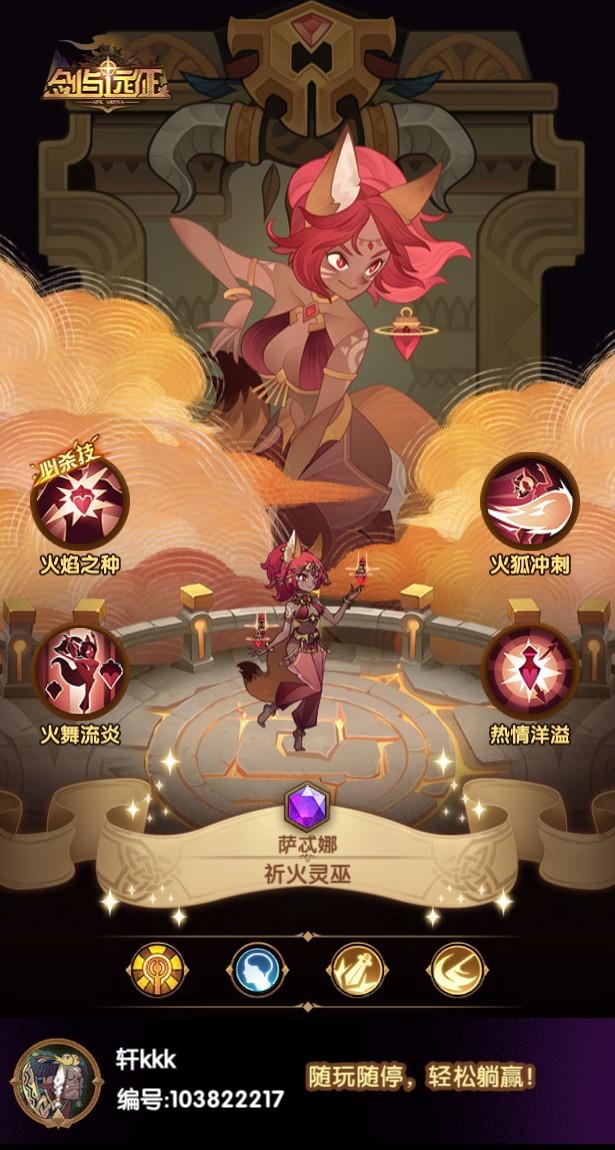 剑与远征
AFK ARENA
必杀技
火焰之种
火狐冲刺
火舞流炎
热情洋溢
萨忒娜
祈火灵巫
轩kkk
编号:103822217
随玩随停，轻松躺赢!